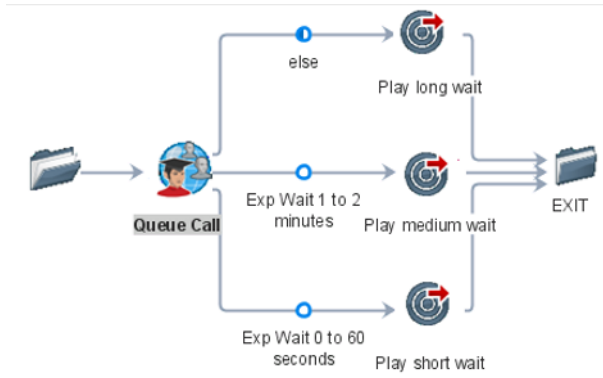 else
Play long wait
Queue Call
Exp Wait 1 to 2
minutes
Play medium wait
EXIT
Exp Wait 0 to 60
seconds
Play short wait